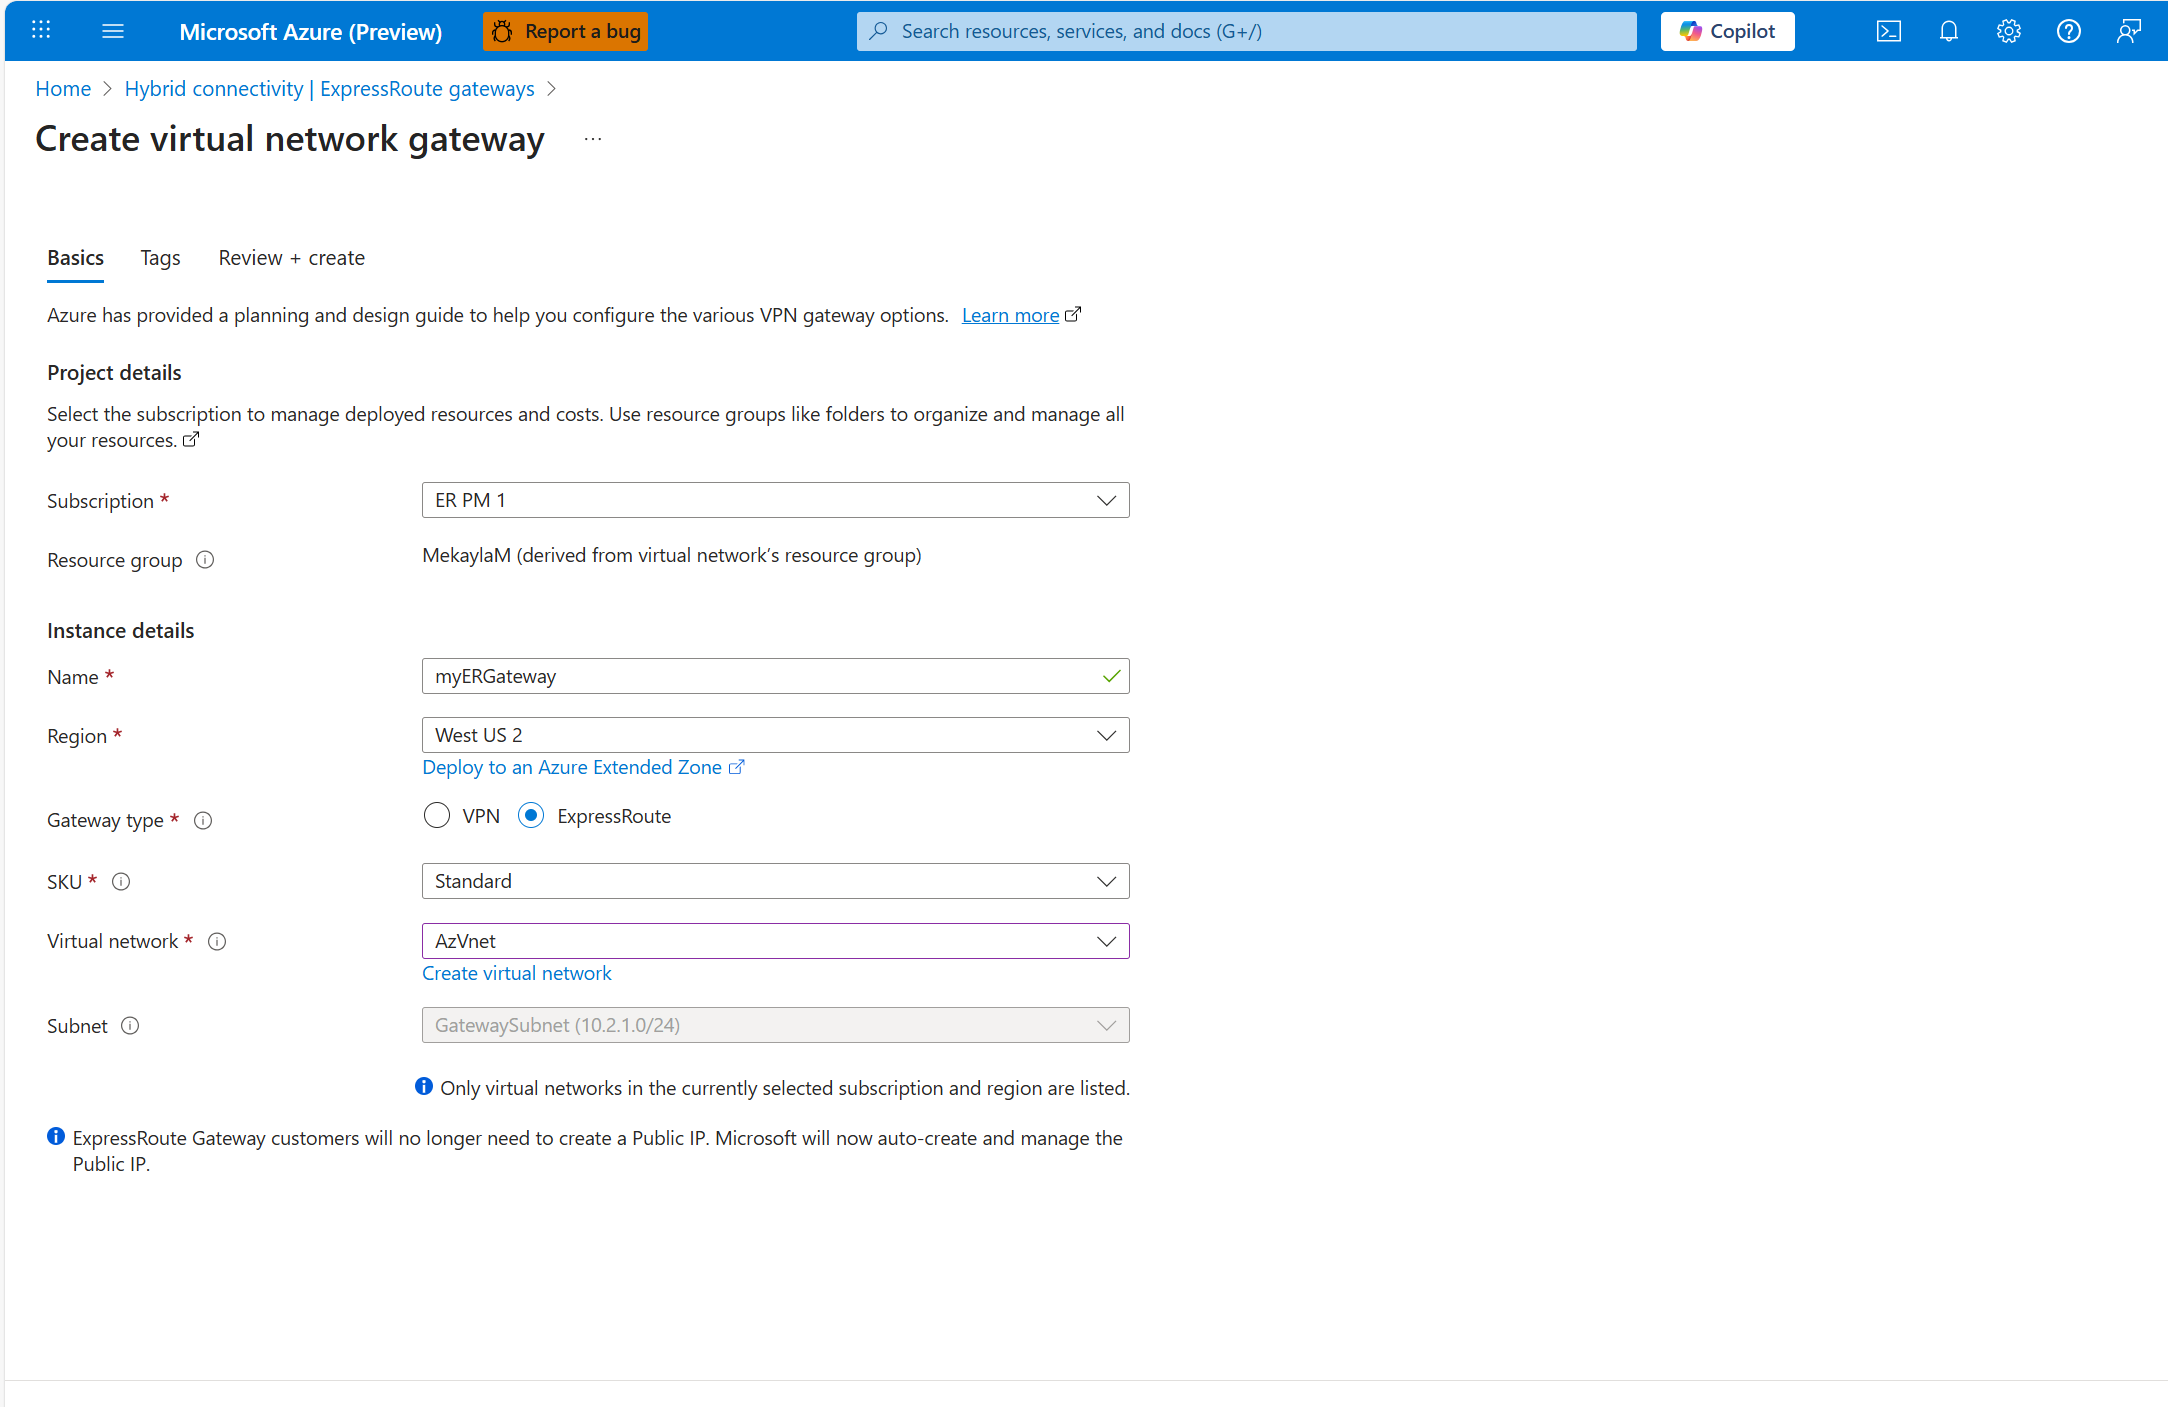 Microsoft Azure (Preview)
Report a bug
Search resources, services, and docs (G+/)
Copilot
Home > Hybrid connectivity | ExpressRoute gateways >
Create virtual network gateway ...
Basics Tags Review + create
Azure has provided a planning and design guide to help you configure the various VPN gateway options. Learn more
Project details
Select the subscription to manage deployed resources and costs. Use resource groups like folders to organize and manage all
your resources.
Subscription * ER PM 1
Resource group MekaylaM (derived from virtual network’s resource group)
Instance details
Name * myERGateway
Region * West US 2
Deploy to an Azure Extended Zone
Gateway type * VPN ExpressRoute
SKU * Standard
Virtual network * AzVnet
Create virtual network
Subnet GatewaySubnet (10.2.1.0/24)
Only virtual networks in the currently selected subscription and region are listed.
ExpressRoute Gateway customers will no longer need to create a Public IP. Microsoft will now auto-create and manage the
Public IP.